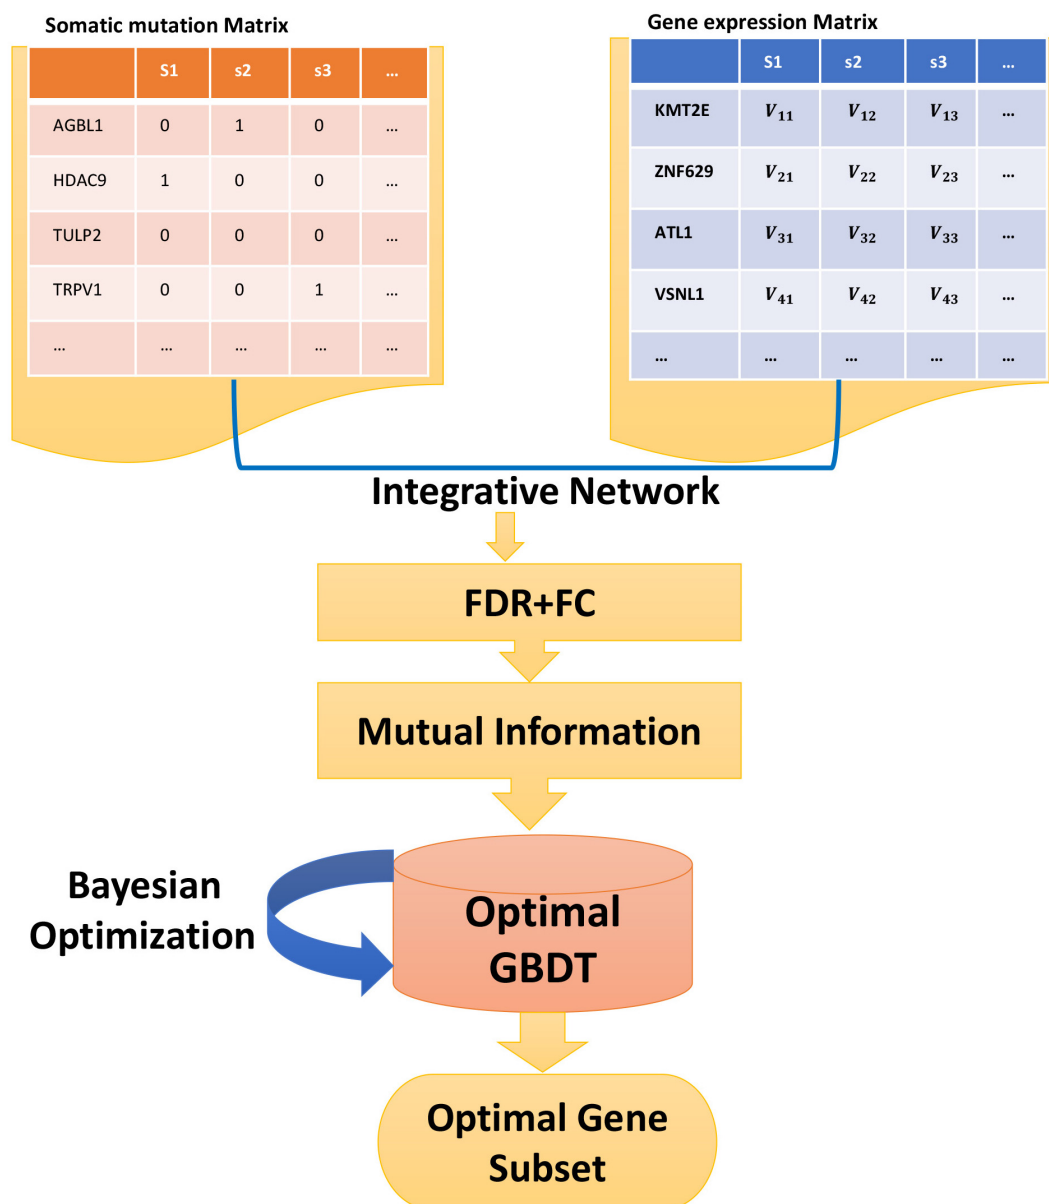 Somatic mutation Matrix
S1 s2 s3 ...
AGBL1 0 1 0 ...
HDAC9 1 0 0 ...
TULP2 0 0 0 ...
TRPV1 0 0 1 ...
... ... ... ... ...
Gene expression Matrix
S1 s2 s3 ...
KMT2E V11 V12 V13 ...
ZNF629 V21 V22 V23 ...
ATL1 V31 V32 V33 ...
VSNL1 V41 V42 V43 ...
... ... ... ... ...
Integrative Network
FDR+FC
Mutual Information
Bayesian
Optimization
Optimal
GBDT
Optimal Gene
Subset